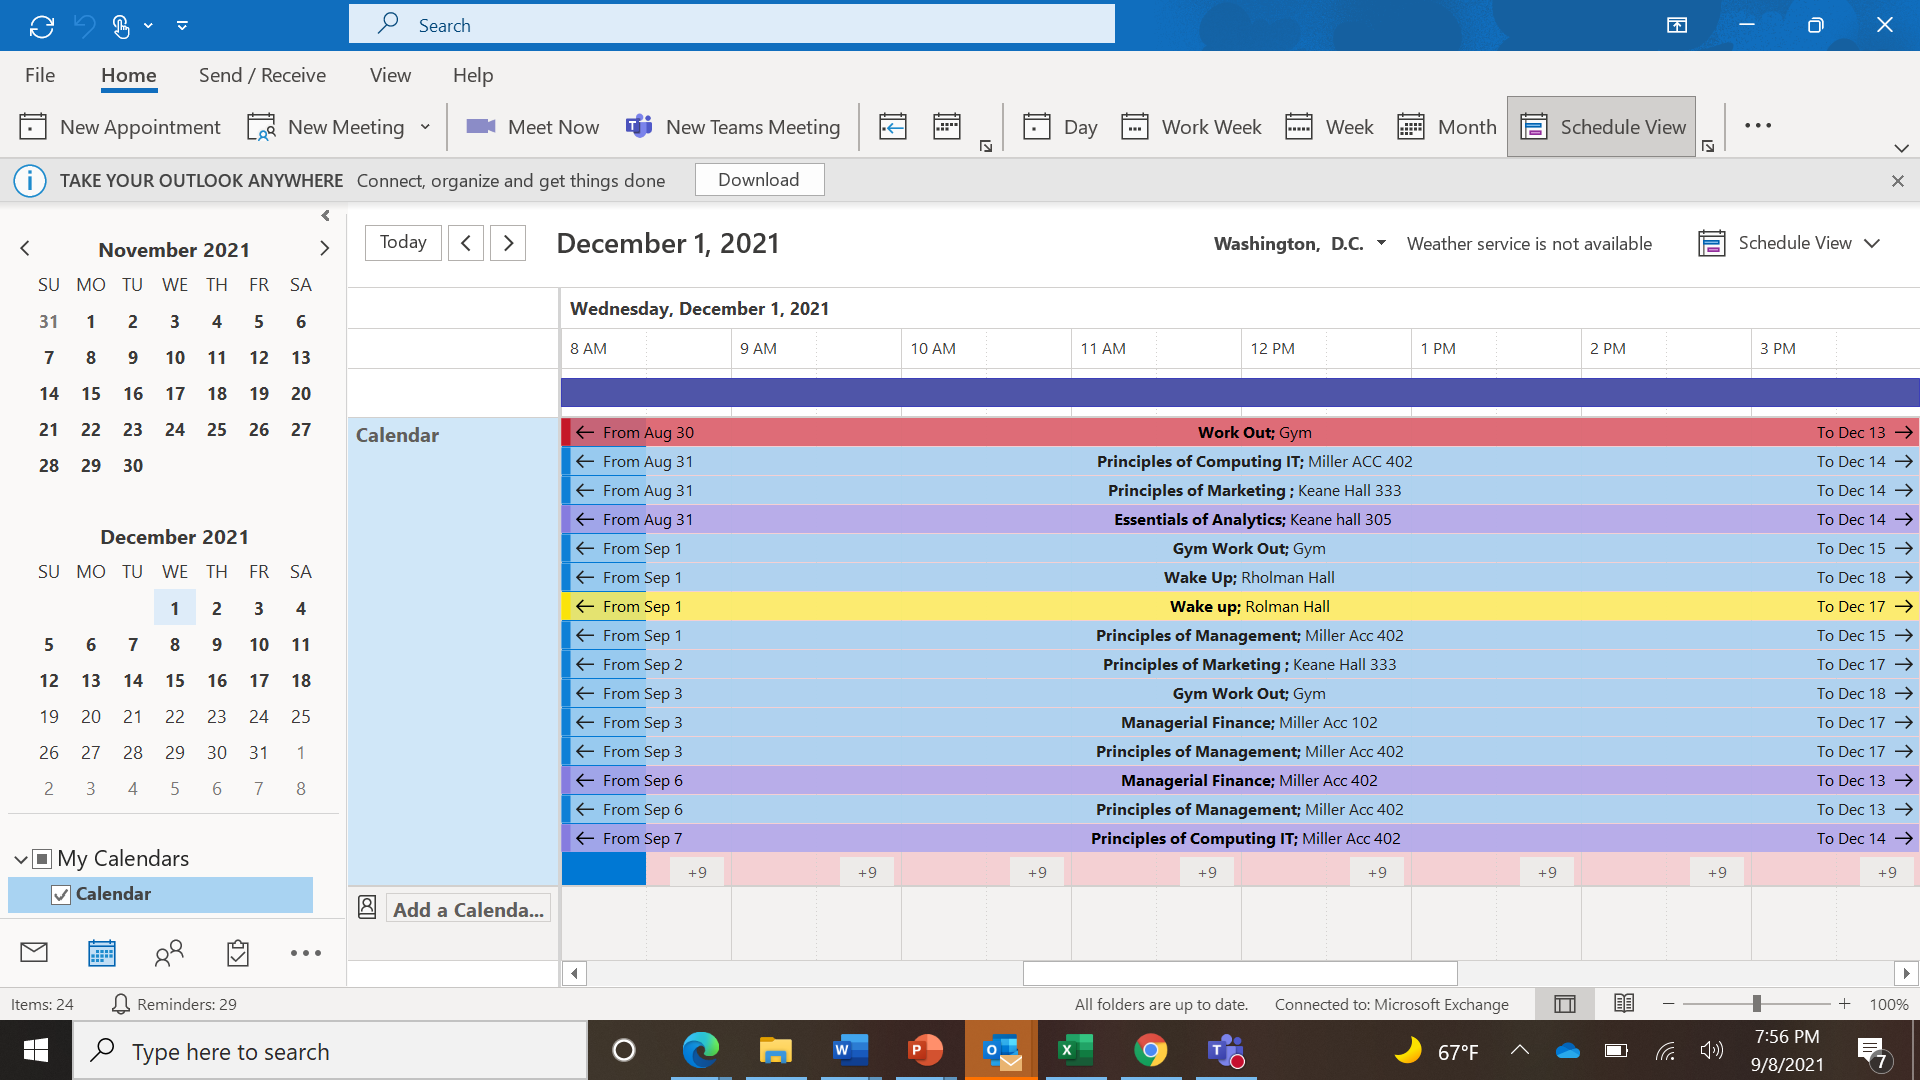 Search
File Home Send / Receive View Help
New Appointment New Meeting Meet Now New Teams Meeting Day Work Week Week Month Schedule View
TAKE YOUR OUTLOOK ANYWHERE Connect, organize and get things done Download
November 2021
SU MO TU WE TH FR SA
31 1 2 3 4 5 6
7 8 9 10 11 12 13
14 15 16 17 18 19 20
21 22 23 24 25 26 27
28 29 30
December 2021
SU MO TU WE TH FR SA
1 2 3 4
5 6 7 8 9 10 11
12 13 14 15 16 17 18
19 20 21 22 23 24 25
26 27 28 29 30 31 1
2 3 4 5 6 7 8
My Calendars
Calendar
Today December 1, 2021 Washington, D.C. Weather service is not available Schedule View
Wednesday, December 1, 2021
8 AM 9 AM 10 AM 11 AM 12 PM 1 PM 2 PM 3 PM
Calendar
From Aug 30 Work Out; Gym To Dec 13
From Aug 31 Principles of Computing IT; Miller ACC 402 To Dec 14
From Aug 31 Principles of Marketing ; Keane Hall 333 To Dec 14
From Aug 31 Essentials of Analytics; Keane hall 305 To Dec 14
From Sep 1 Gym Work Out; Gym To Dec 15
From Sep 1 Wake Up; Rholman Hall To Dec 18
From Sep 1 Wake up; Rolman Hall To Dec 17
From Sep 1 Principles of Management; Miller Acc 402 To Dec 15
From Sep 2 Principles of Marketing ; Keane Hall 333 To Dec 17
From Sep 3 Gym Work Out; Gym To Dec 18
From Sep 3 Managerial Finance; Miller Acc 102 To Dec 17
From Sep 3 Principles of Management; Miller Acc 402 To Dec 17
From Sep 6 Managerial Finance; Miller Acc 402 To Dec 13
From Sep 6 Principles of Management; Miller Acc 402 To Dec 13
From Sep 7 Principles of Computing IT; Miller Acc 402 To Dec 14
+9 +9 +9 +9 +9 +9 +9 +9
Add a Calenda...
Items: 24 Reminders: 29 All folders are up to date. Connected to: Microsoft Exchange 100%
Type here to search 67°F 7:56 PM
9/8/2021 7